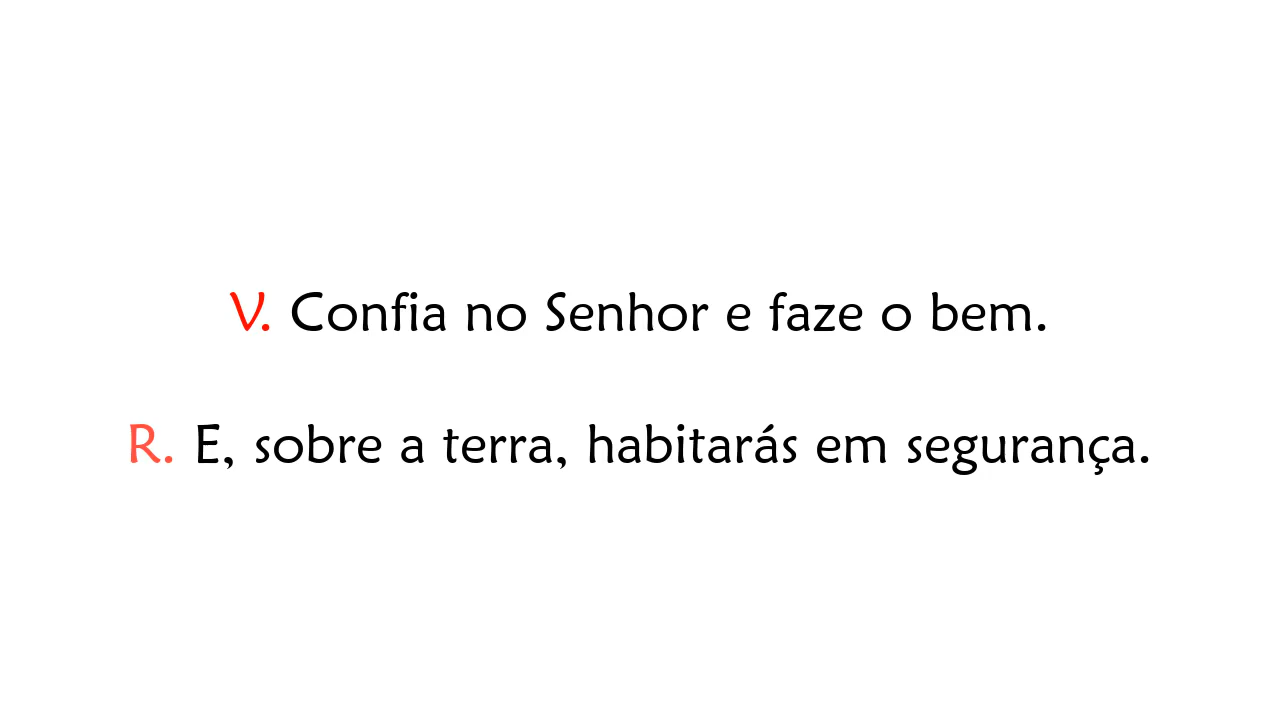 V. Confia no Senhor e faze o bem.
R. E, sobre a terra, habitarás em segurança.